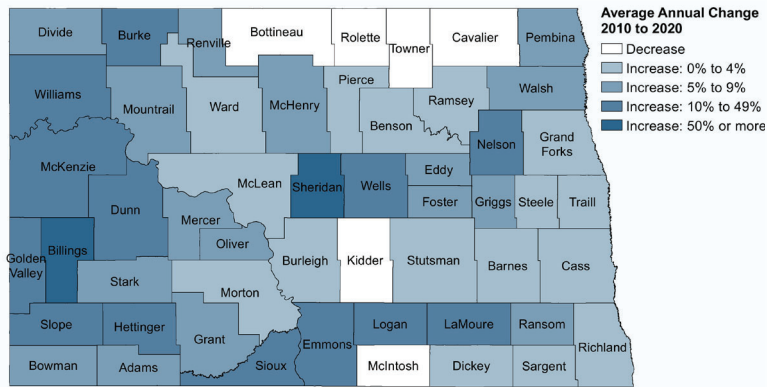 Average Annual Change
2010 to 2020
Decrease
Increase: 0% to 4%
Increase: 5% to 9%
Increase: 10% to 49%
Increase: 50% or more
Divide
Burke
Renville
Bottineau
Rolette
Towner
Cavalier
Pembina
Williams
Mountrail
Ward
McHenry
Pierce
Benson
Ramsey
Walsh
McKenzie
Dunn
McLean
Mercer
Oliver
Sheridan
Wells
Eddy
Foster
Nelson
Griggs
Steele
Grand
Forks
Traill
Golden
Valley
Billings
Stark
Morton
Burleigh
Kidder
Stutsman
Barnes
Cass
Slope
Hettinger
Grant
Bowman
Adams
Sioux
Emmons
Logan
LaMoure
Ransom
Richland
McIntosh
Dickey
Sargent